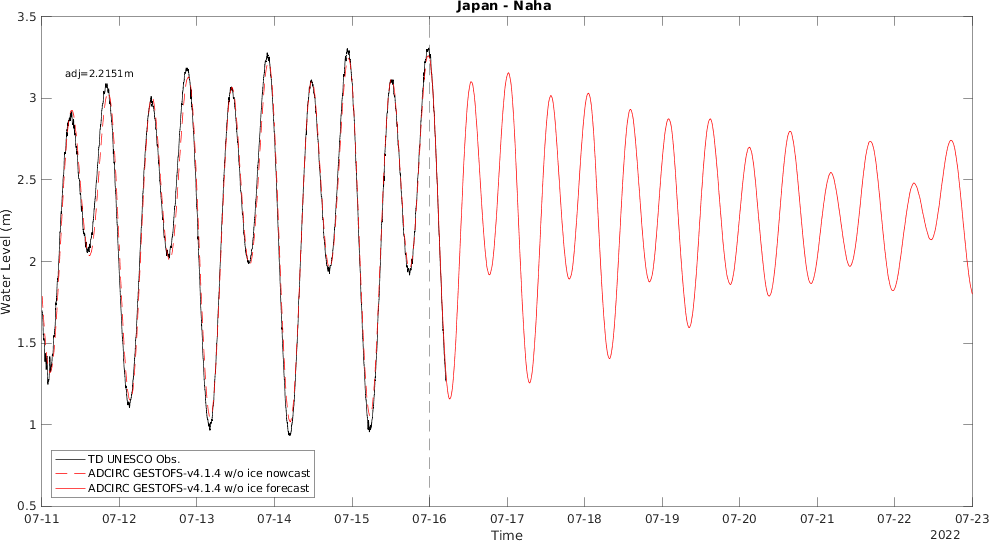 Japan - Naha
3.5
3
2.5
2
1.5
1
0.5
Water Level (m)
adj=2.2151m
TD UNESCO Obs.
ADCIRC GESTOFS-v4.1.4 w/o ice nowcast
ADCIRC GESTOFS-v4.1.4 w/o ice forecast
07-11 07-12 07-13 07-14 07-15 07-16 07-17 07-18 07-19 07-20 07-21 07-22 07-23
Time
2022